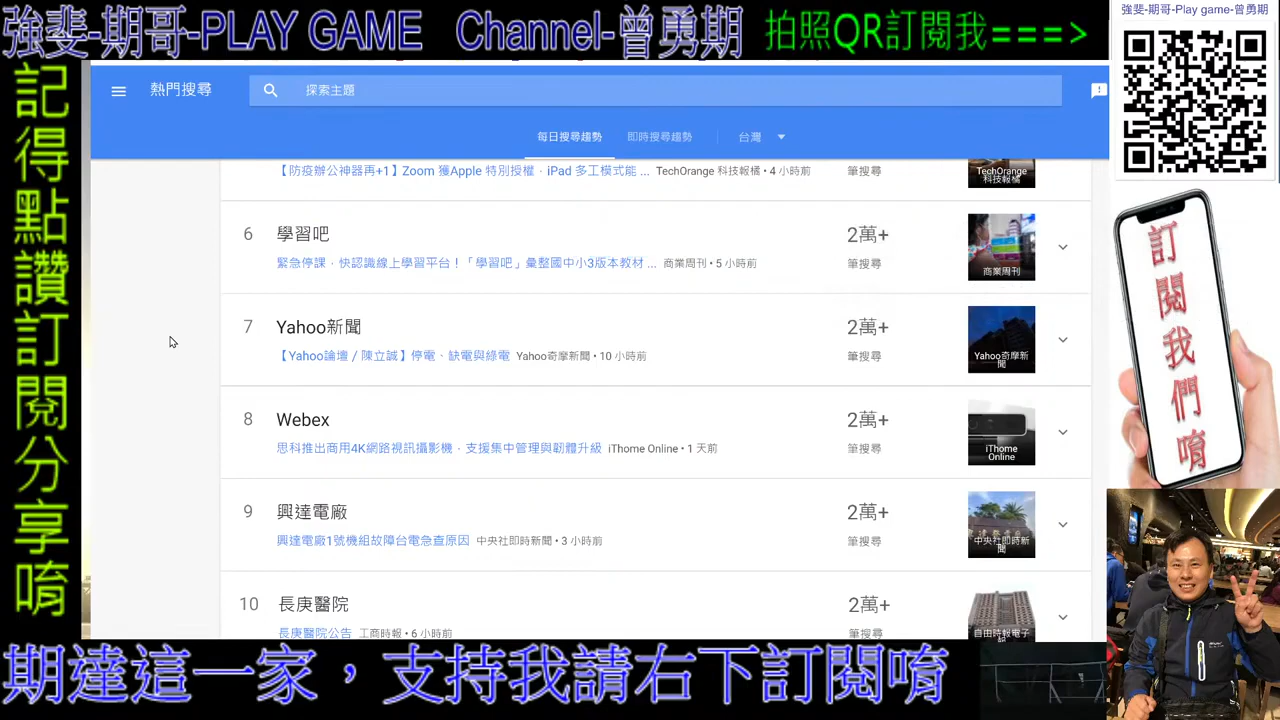 強斐-期哥-PLAY GAME Channel-曾勇期
拍照QR訂閱我===>
強斐-期哥-Play game-曾勇期
記得點讚訂閱分享唷
熱門搜尋
探索主題
每日搜尋趨勢 即時搜尋趨勢 台灣
【防疫辦公神器再+1】Zoom 獲Apple 特別授權,iPad 多工模式能 ... TechOrange 科技報橘 • 4 小時前
筆搜尋
TechOrange
科技報橘
6 學習吧 2萬+
緊急停課,快認識線上學習平台!「學習吧」彙整國中小3版本教材 ... 商業周刊 • 5 小時前
筆搜尋
商業周刊
7 Yahoo新聞 2萬+
【Yahoo論壇/陳立誠】停電、缺電與綠電 Yahoo奇摩新聞 • 10 小時前
筆搜尋
Yahoo奇摩新
聞
8 Webex 2萬+
思科推出商用4K網路視訊攝影機,支援集中管理與韌體升級 iThome Online • 1 天前
筆搜尋
iThome
Online
9 興達電廠 2萬+
興達電廠1號機組故障台電急查原因 中央社即時新聞 • 3 小時前
筆搜尋
中央社即時新
聞
10 長庚醫院 2萬+
長庚醫院公告 工商時報 • 6 小時前
筆搜尋
自由時報電子
訂閱我們唷
期達這一家,支持我請右下訂閱唷